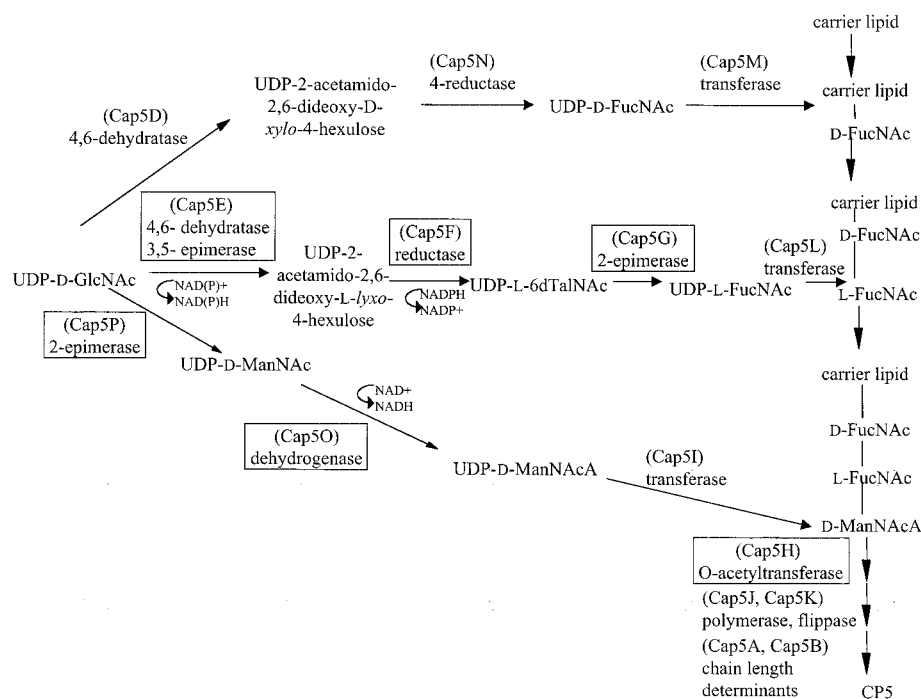 carrier lipid
(Cap5D)
4,6-dehydratase
UDP-2-acetamido-
2,6-dideoxy-D-
xylo-4-hexulose
(Cap5N)
4-reductase
UDP-D-FucNAc
(Cap5M)
transferase
carrier lipid
D-FucNAc
(Cap5E)
4,6- dehydratase
3,5- epimerase
UDP-D-GlcNAc
NAD(P)+
NAD(P)H
UDP-2-
acetamido-2,6-
dideoxy-L-lyxo-
4-hexulose
(Cap5F)
reductase
NADPH
NADP+
UDP-L-6dTalNAc
(Cap5G)
2-epimerase
UDP-L-FucNAc
(Cap5L)
transferase
carrier lipid
D-FucNAc
L-FucNAc
(Cap5P)
2-epimerase
UDP-D-ManNAc
NAD+
NADH
(Cap5O)
dehydrogenase
UDP-D-ManNAcA
(Cap5I)
transferase
carrier lipid
D-FucNAc
L-FucNAc
D-ManNAcA
(Cap5H)
O-acetyltransferase
(Cap5J, Cap5K)
polymerase, flippase
(Cap5A, Cap5B)
chain length
determinants
CP5